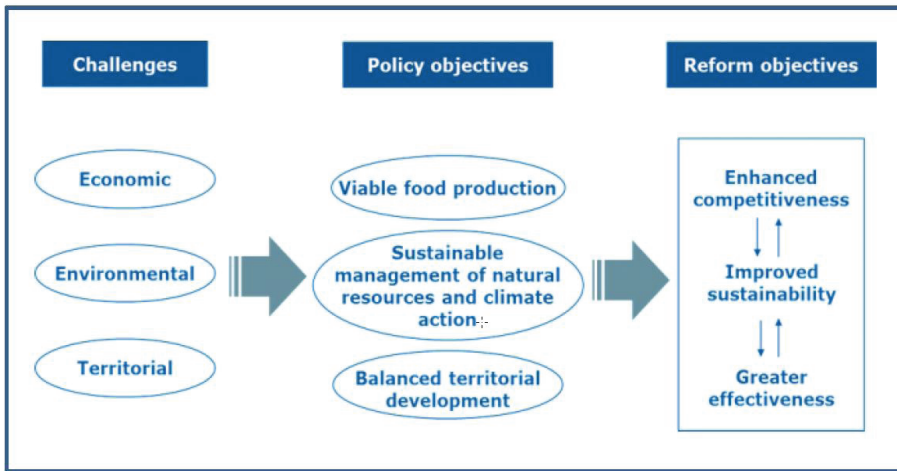 Challenges
Policy objectives
Reform objectives
Economic
Environmental
Territorial
Viable food production
Sustainable
management of natural
resources and climate
action
Balanced territorial
development
Enhanced
competitiveness
Improved
sustainability
Greater
effectiveness